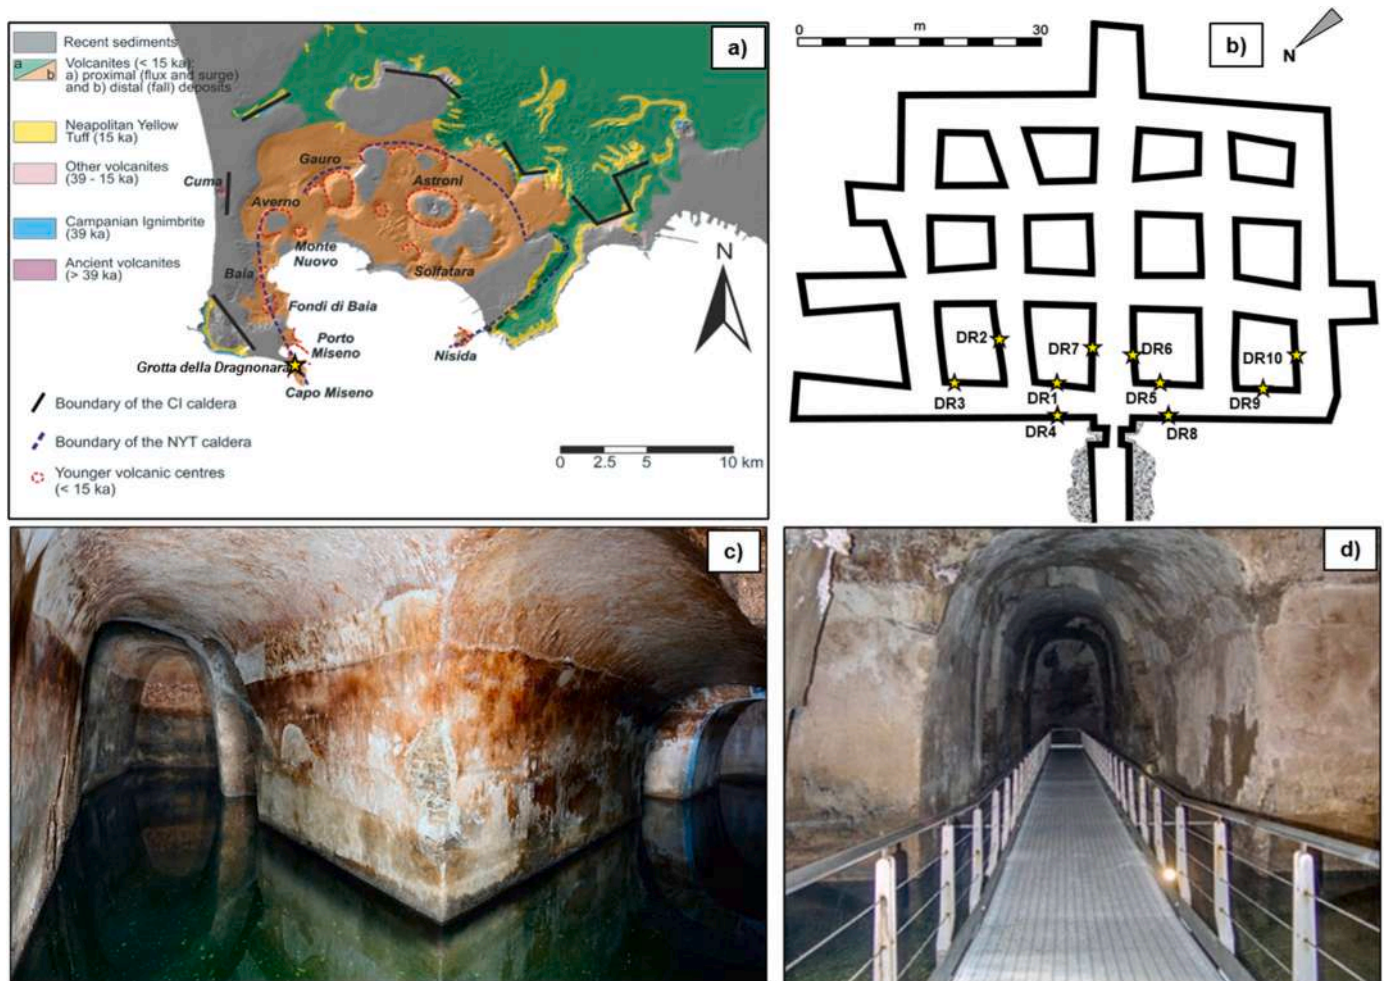 a)
Recent sediments
a
b
Volcanites (< 15 ka):
a) proximal (flux and surge)
and b) distal (fall) deposits
Neapolitan Yellow
Tuff (15 ka)
Other volcanites
(39 - 15 ka)
Campanian Ignimbrite
(39 ka)
Ancient volcanites
(> 39 ka)
Gauro
Cuma
Astroni
Averno
Monte
Nuovo
Baia
Solfatara
Fondi di Baia
Porto
Miseno
Nisida
Grotta della Dragnonara
Capo Miseno
N
Boundary of the CI caldera
Boundary of the NYT caldera
Younger volcanic centres
(< 15 ka)
0 2.5 5 10 km
b)
m
0 30
N
DR2
DR7
DR6
DR10
DR3
DR1
DR5
DR9
DR4
DR8
c)
d)